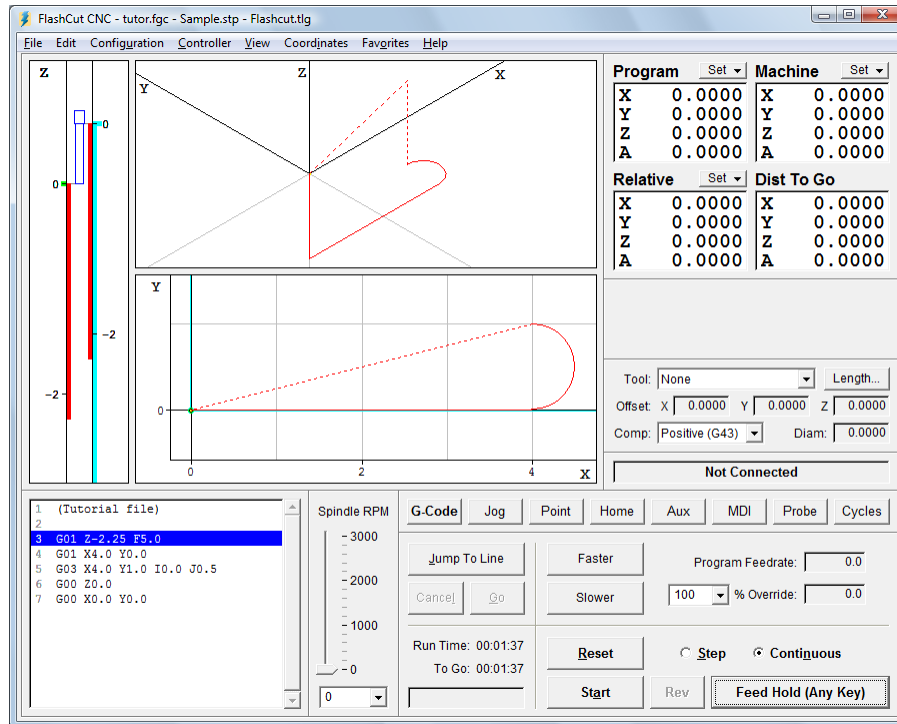 FlashCut CNC - tutor.fgc - Sample.stp - Flashcut.tlg
File Edit Configuration Controller View Coordinates Favorites Help
Z
0
0
-2
-2
Y
Z
X
Y
0
0 2 4
X
Program Set
X 0.0000
Y 0.0000
Z 0.0000
A 0.0000
Machine Set
X 0.0000
Y 0.0000
Z 0.0000
A 0.0000
Relative Set
X 0.0000
Y 0.0000
Z 0.0000
A 0.0000
Dist To Go
X 0.0000
Y 0.0000
Z 0.0000
A 0.0000
Tool: None Length...
Offset: X 0.0000 Y 0.0000 Z 0.0000
Comp: Positive (G43) Diam: 0.0000
Not Connected
1 (Tutorial file)
2
3 G01 Z-2.25 F5.0
4 G01 X4.0 Y0.0
5 G03 X4.0 Y1.0 I0.0 J0.5
6 G00 Z0.0
7 G00 X0.0 Y0.0
Spindle RPM
3000
2000
1000
0
0
G-Code Jog Point Home Aux MDI Probe Cycles
Jump To Line
Cancel Go
Faster
Slower
Program Feedrate: 0.0
100 % Override: 0.0
Run Time: 00:01:37
To Go: 00:01:37
Reset
Step Continuous
Start Rev Feed Hold (Any Key)